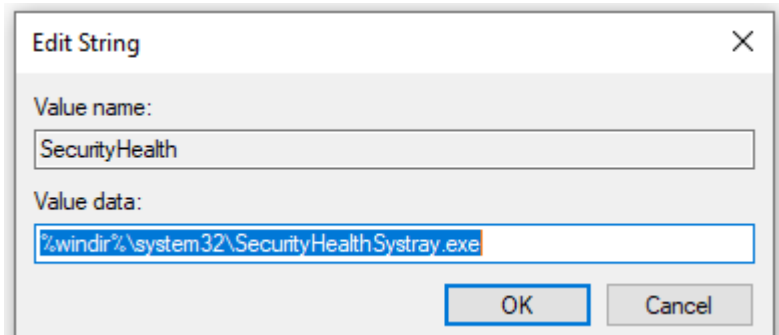 Edit String
Value name:
SecurityHealth
Value data:
%windir%\system32\SecurityHealthSystray.exe
OK Cancel